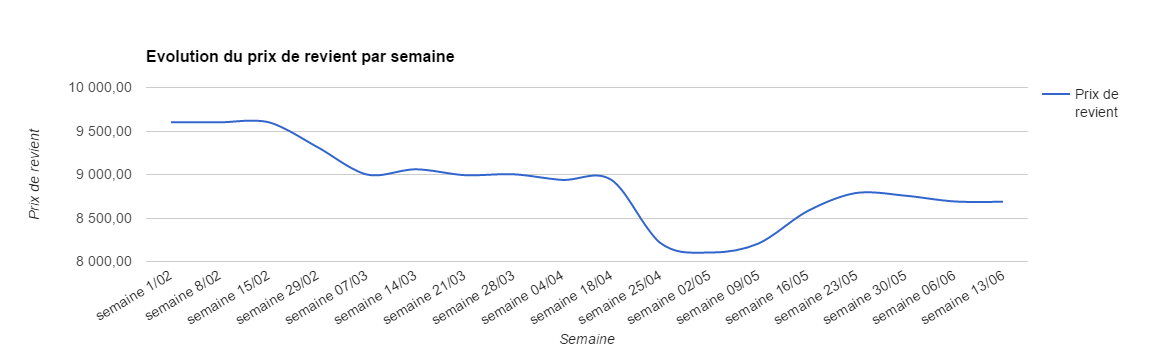 Evolution du prix de revient par semaine
10 000,00
9 500,00
9 000,00
8 500,00
8 000,00
Prix de revient
semaine 1/02
semaine 8/02
semaine 15/02
semaine 29/02
semaine 07/03
semaine 14/03
semaine 21/03
semaine 28/03
semaine 04/04
semaine 18/04
semaine 25/04
semaine 02/05
semaine 09/05
semaine 16/05
semaine 23/05
semaine 30/05
semaine 06/06
semaine 13/06
Semaine
Prix de
revient